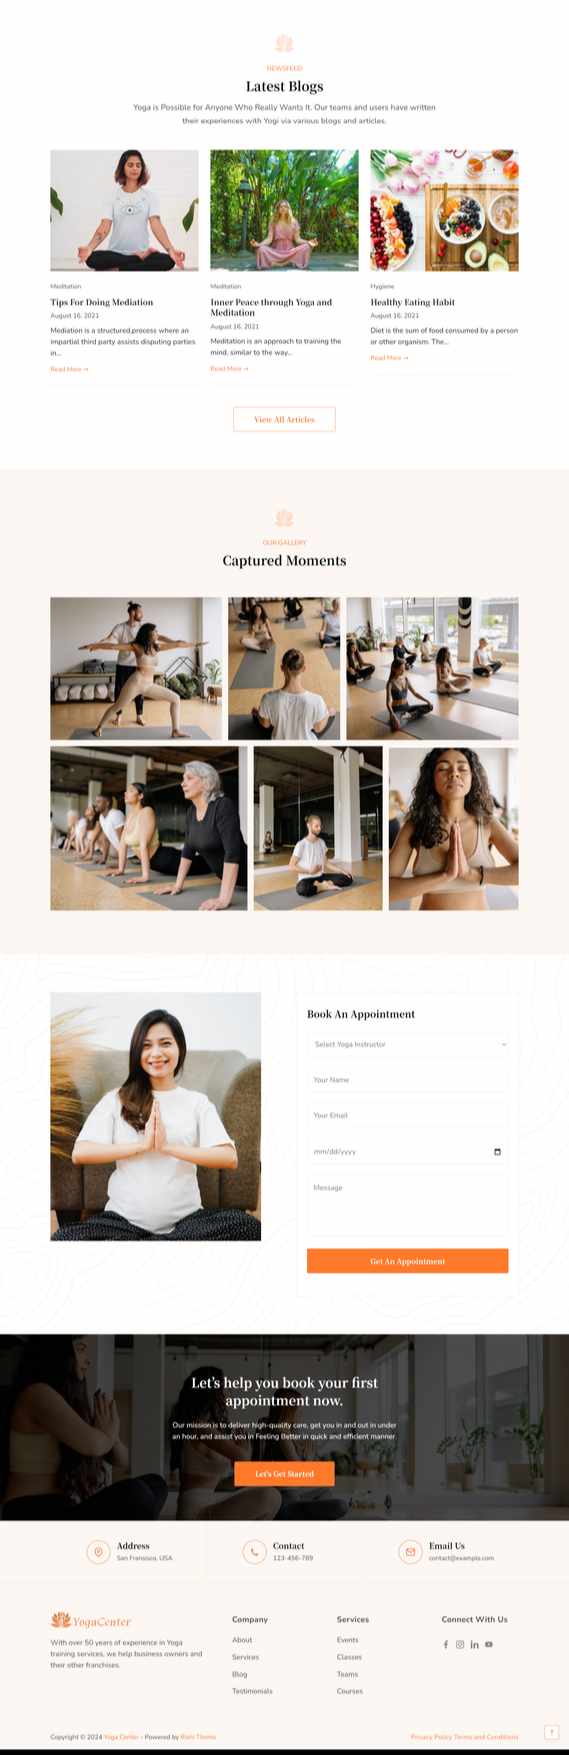 NEWSFEED
Latest Blogs
Yoga is Possible for Anyone Who Really Wants It. Our teams and users have written
their experiences with Yogi via various blogs and articles.
Meditation
Tips For Doing Mediation
August 16, 2021
Mediation is a structured,process where an
impartial third party assists disputing parties
in...
Read More →
Meditation
Inner Peace through Yoga and
Meditation
August 16, 2021
Meditation is an approach to training the
mind, similar to the way...
Read More →
Hygiene
Healthy Eating Habit
August 16, 2021
Diet is the sum of food consumed by a person
or other organism. The...
Read More →
View All Articles
OUR GALLERY
Captured Moments
Book An Appointment
Select Yoga Instructor
Your Name
Your Email
mm/dd/yyyy
Message
Get An Appointment
Let's help you book your first
appointment now.
Our mission is to deliver high-quality care, get you in and out in under
an hour, and assist you in Feeling Better in quick and efficient manner
Let's Get Started
Address
San Fransisco, USA
Contact
123-456-789
Email Us
contact@example.com
YogaCenter
With over 50 years of experience in Yoga
training services, we help business owners and
their other franchises.
Company
About
Services
Blog
Testimonials
Services
Events
Classes
Teams
Courses
Connect With Us
Copyright © 2024 Yoga Center - Powered by Rishi Theme
Privacy Policy Terms and Conditions